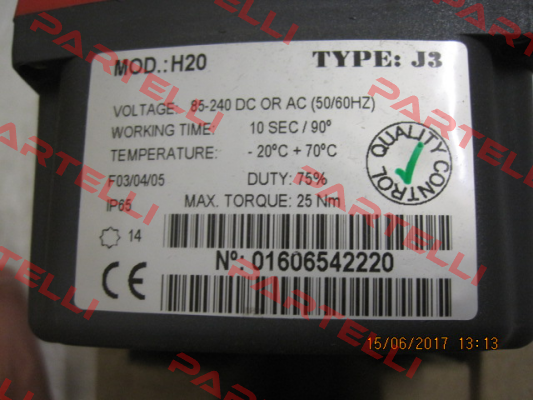 MOD.: H20 TYPE: J3
VOLTAGE: 85-240 DC OR AC (50/60HZ)
WORKING TIME: 10 SEC / 90º
TEMPERATURE: - 20ºC + 70ºC
F03/04/05 DUTY: 75%
IP65 MAX. TORQUE: 25 Nm
QUALITY CONTROL
14
Nº: 01606542220
CE
15/06/2017 13:13
PARTELLI
PARTELLI
PARTELLI
PARTELLI
PARTELLI